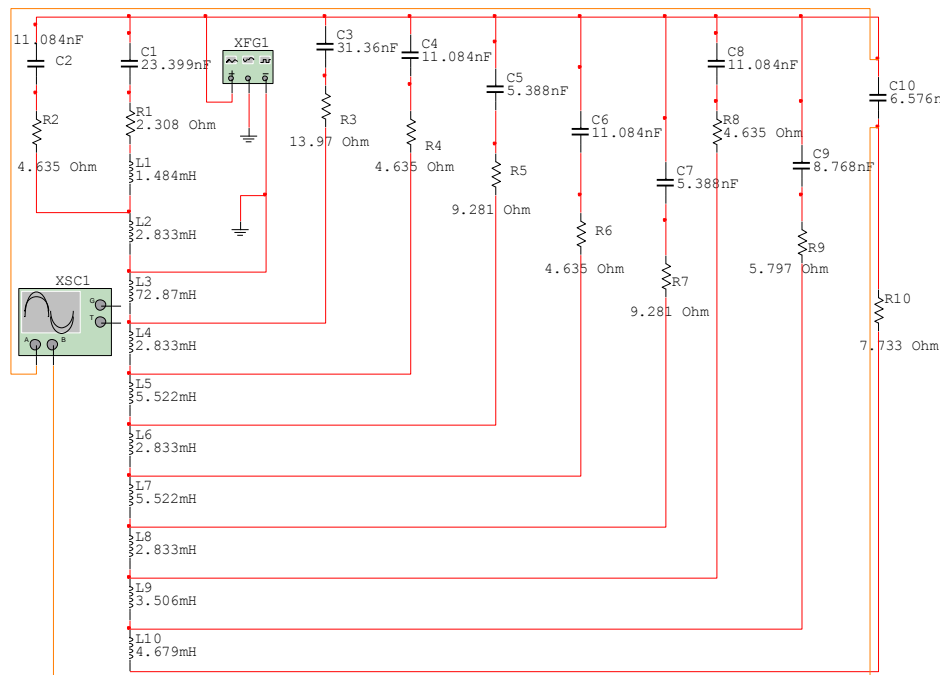 11.084nF
C2
R2
4.635 Ohm
C1
23.399nF
R1
2.308 Ohm
L1
1.484mH
L2
2.833mH
L3
72.87mH
L4
2.833mH
L5
5.522mH
L6
2.833mH
L7
5.522mH
L8
2.833mH
L9
3.506mH
L10
4.679mH
XSC1
G
T
A
B
XFG1
C3
31.36nF
R3
13.97 Ohm
C4
11.084nF
R4
4.635 Ohm
C5
5.388nF
R5
9.281 Ohm
C6
11.084nF
R6
4.635 Ohm
C7
5.388nF
R7
9.281 Ohm
C8
11.084nF
R8
4.635 Ohm
C9
8.768nF
R9
5.797 Ohm
C10
6.576n
R10
7.733 Ohm